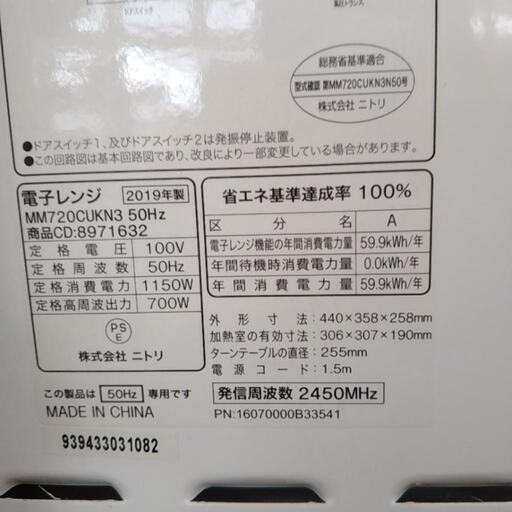 ドアスイッチ
高圧トランス
総務省基準適合
型式確認 第MM720CUKN3N50号
株式会社 ニトリ
●ドアスイッチ1、及びドアスイッチ2は発振停止装置。
●この回路図は基本回路図であり、改良により一部変更している場合があります。
電子レンジ 2019年製
MM720CUKN3 50Hz
商品CD:8971632
定格電圧 100V
定格周波数 50Hz
定格消費電力 1150W
定格高周波出力 700W
PS
E
株式会社 ニトリ
この製品は 50Hz 専用です
MADE IN CHINA
939433031082
省エネ基準達成率 100%
区分名 A
電子レンジ機能の年間消費電力量 59.9kWh/年
年間待機時消費電力量 0.0kWh/年
年間消費電力量 59.9kWh/年
外形寸法:440×358×258mm
加熱室の有効寸法:306×307×190mm
ターンテーブルの直径:255mm
電源コード:1.5m
発信周波数 2450MHz
PN:16070000B33541